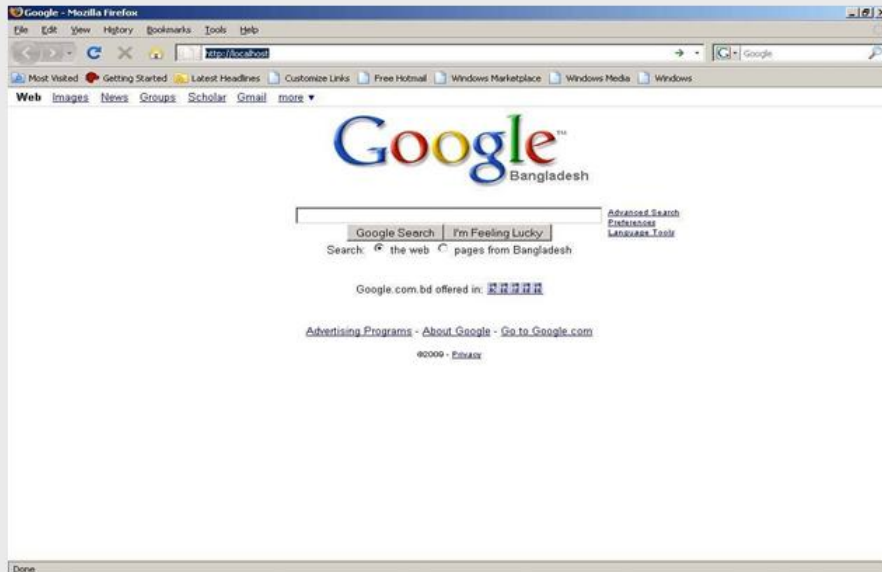 Google - Mozilla Firefox
File Edit View History Bookmarks Tools Help
http://localhost
Google
Most Visited Getting Started Latest Headlines Customize Links Free Hotmail Windows Marketplace Windows Media Windows
Web Images News Groups Scholar Gmail more ▼
Google™
Bangladesh
Advanced Search
Preferences
Language Tools
Google Search I'm Feeling Lucky
Search: the web pages from Bangladesh
Google.com.bd offered in:
Advertising Programs - About Google - Go to Google.com
©2009 - Privacy
Done